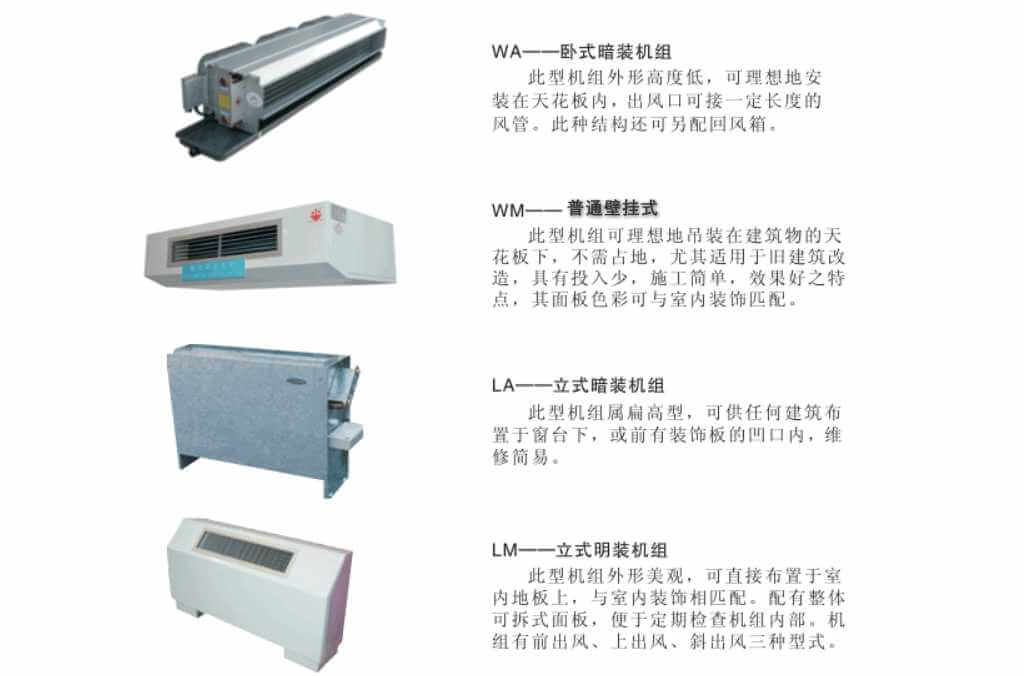 WA——卧式暗装机组
此型机组外形高度低，可理想地安
装在天花板内，出风口可接一定长度的
风管。此种结构还可另配回风箱。
WM——普通壁挂式
此型机组可理想地吊装在建筑物的天
花板下，不需占地，尤其适用于旧建筑改
造，具有投入少，施工简单，效果好之特
点，其面板色彩可与室内装饰匹配。
LA——立式暗装机组
此型机组属扁高型，可供任何建筑布
置于窗台下，或前有装饰板的凹口内，维
修简易。
LM——立式明装机组
此型机组外形美观，可直接布置于室
内地板上，与室内装饰相匹配。配有整体
可拆式面板，便于定期检查机组内部。机
组有前出风、上出风、斜出风三种型式。